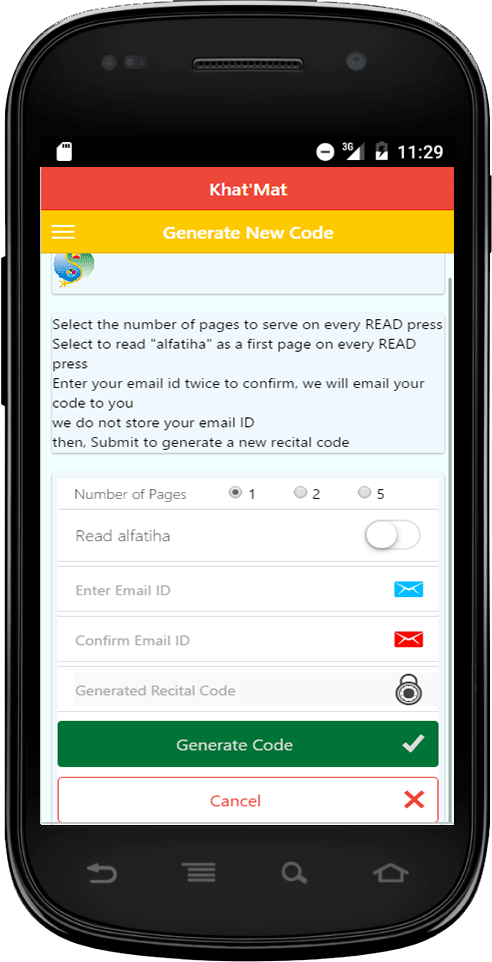 3G 11:29
Khat'Mat
Generate New Code
Select the number of pages to serve on every READ press
Select to read "alfatiha" as a first page on every READ
press
Enter your email id twice to confirm, we will email your
code to you
we do not store your email ID
then, Submit to generate a new recital code
Number of Pages 1 2 5
Read alfatiha
Enter Email ID
Confirm Email ID
Generated Recital Code
Generate Code
Cancel